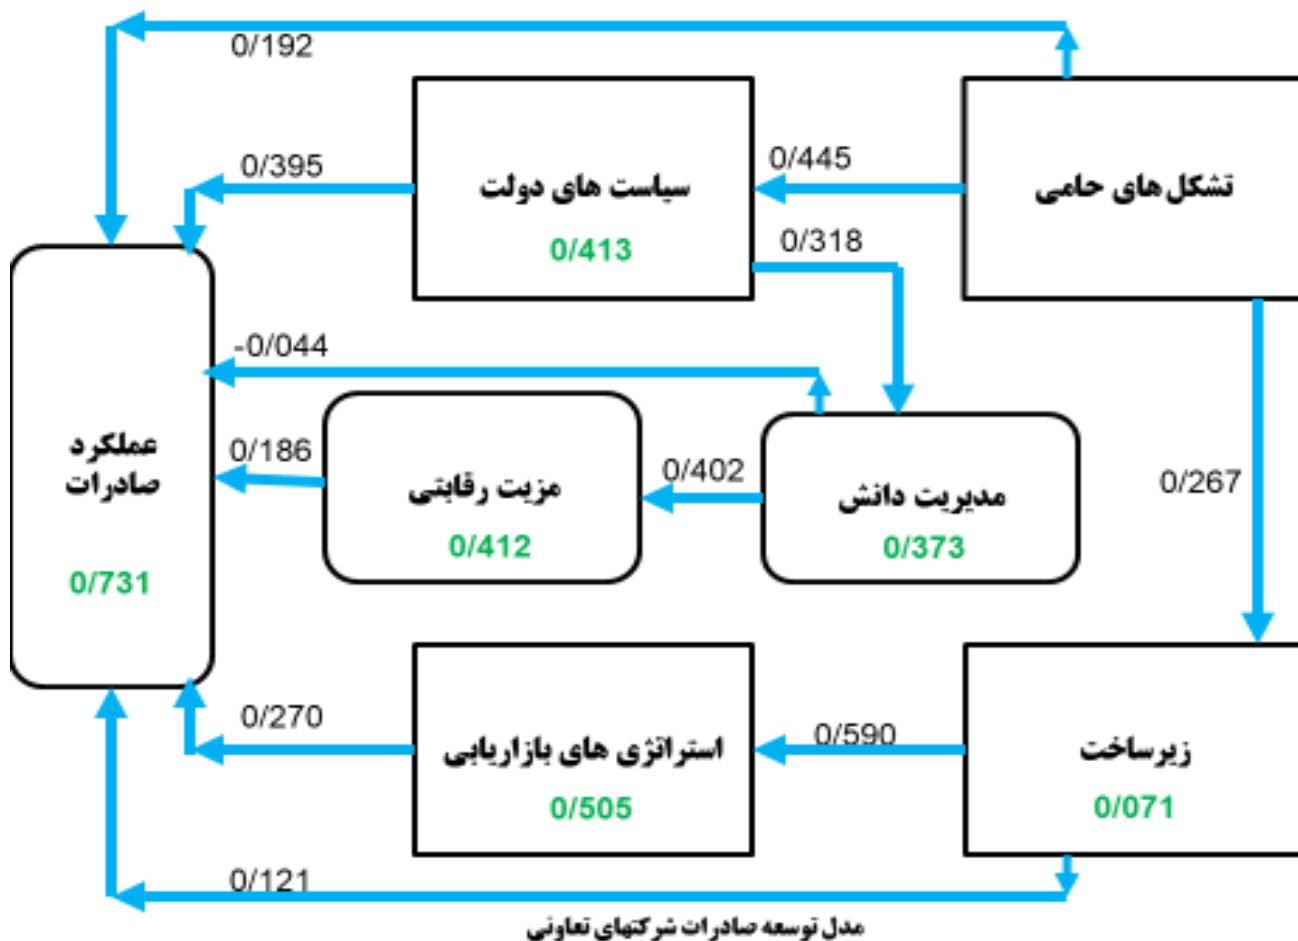 0/192
تشکل‌های حامی
0/445
سیاست های دولت
0/413
0/395
0/318
-0/044
عملکرد
صادرات
0/731
0/186
مزیت رقابتی
0/412
0/402
مدیریت دانش
0/373
0/267
زیرساخت
0/071
0/590
استراتژی های بازاریابی
0/505
0/270
0/121
مدل توسعه صادرات شرکتهای تعاونی